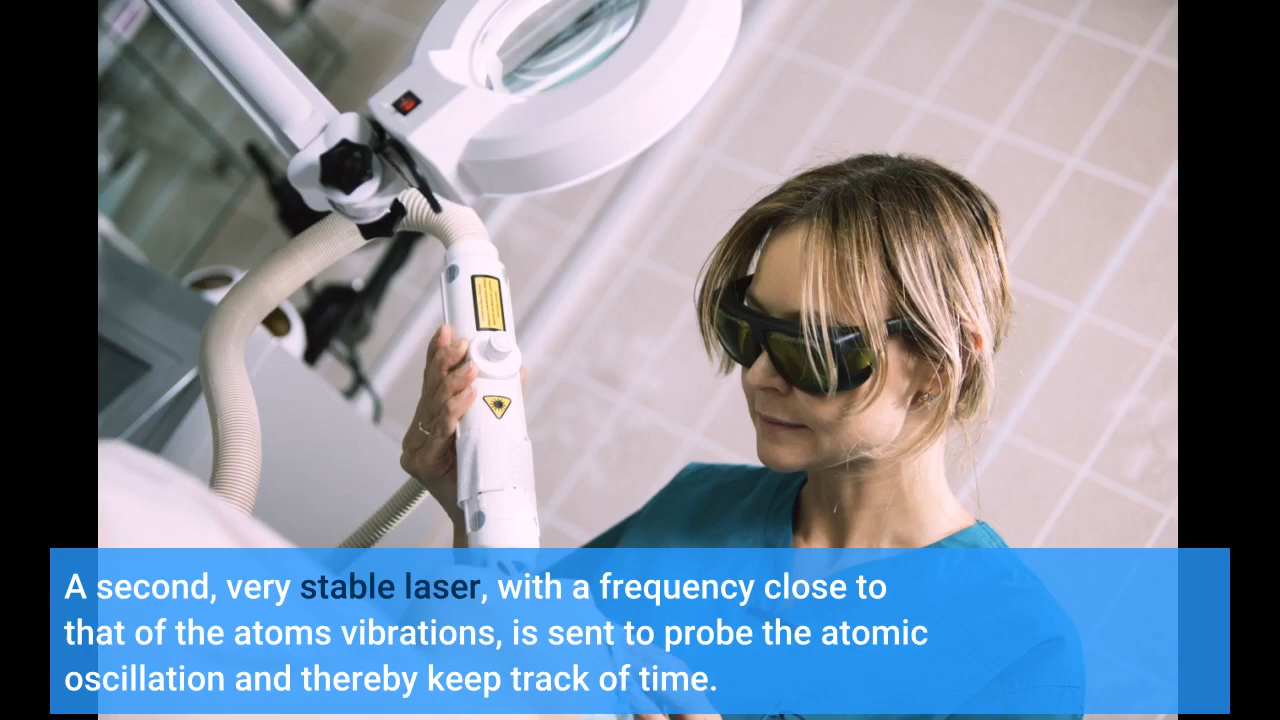 A second, very stable laser, with a frequency close to
that of the atoms vibrations, is sent to probe the atomic
oscillation and thereby keep track of time.